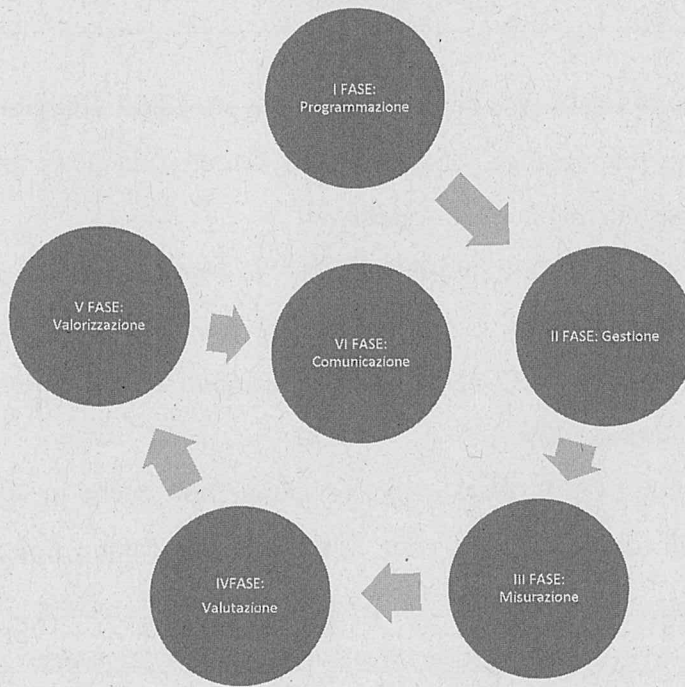 I FASE:
Programmazione
II FASE: Gestione
III FASE:
Misurazione
IVFASE:
Valutazione
V FASE:
Valorizzazione
VI FASE:
Comunicazione